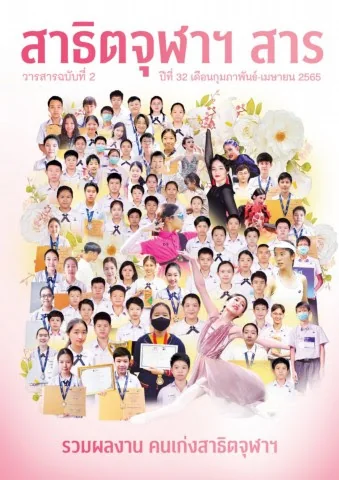 สาธิตจุฬาฯ สาร
วารสารฉบับที่ 2 ปีที่ 32 เดือนกุมภาพันธ์-เมษายน 2565
รวมผลงาน คนเก่งสาธิตจุฬาฯ